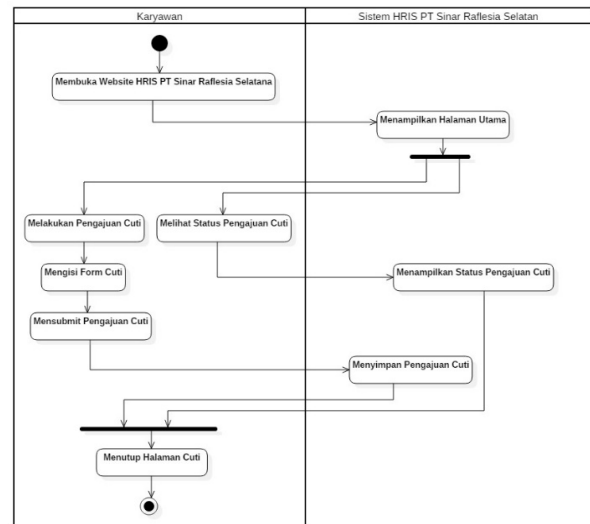 Karyawan
Sistem HRIS PT Sinar Raflesia Selatan
Membuka Website HRIS PT Sinar Raflesia Selatana
Menampilkan Halaman Utama
Melakukan Pengajuan Cuti
Melihat Status Pengajuan Cuti
Mengisi Form Cuti
Menampilkan Status Pengajuan Cuti
Mensubmit Pengajuan Cuti
Menyimpan Pengajuan Cuti
Menutup Halaman Cuti